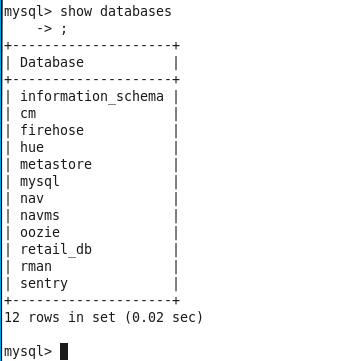 mysql> show databases
    -> ;
+--------------------+
| Database           |
+--------------------+
| information_schema |
| cm                 |
| firehose           |
| hue                |
| metastore          |
| mysql              |
| nav                |
| navms              |
| oozie              |
| retail_db          |
| rman               |
| sentry             |
+--------------------+
12 rows in set (0.02 sec)

mysql>